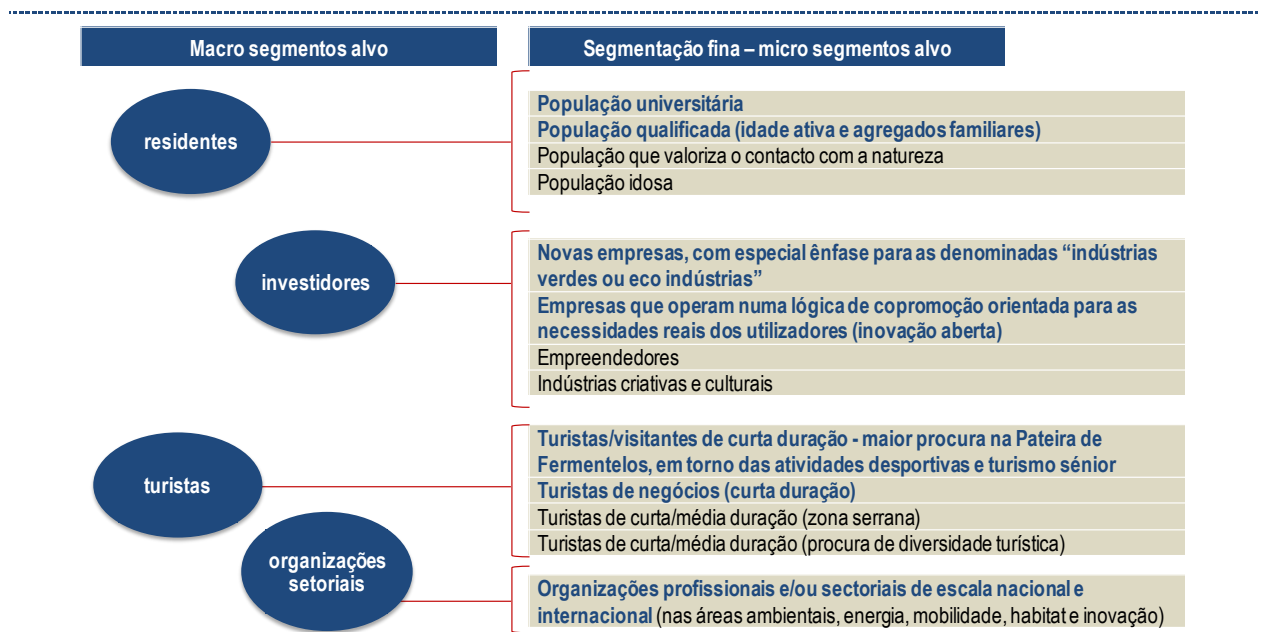 Macro segmentos alvo
Segmentação fina – micro segmentos alvo
residentes
População universitária
População qualificada (idade ativa e agregados familiares)
População que valoriza o contacto com a natureza
População idosa
investidores
Novas empresas, com especial ênfase para as denominadas “indústrias
verdes ou eco indústrias”
Empresas que operam numa lógica de copromoção orientada para as
necessidades reais dos utilizadores (inovação aberta)
Empreendedores
Indústrias criativas e culturais
turistas
Turistas/visitantes de curta duração - maior procura na Pateira de
Fermentelos, em torno das atividades desportivas e turismo sénior
Turistas de negócios (curta duração)
Turistas de curta/média duração (zona serrana)
Turistas de curta/média duração (procura de diversidade turística)
organizações
setoriais
Organizações profissionais e/ou sectoriais de escala nacional e
internacional (nas áreas ambientais, energia, mobilidade, habitat e inovação)